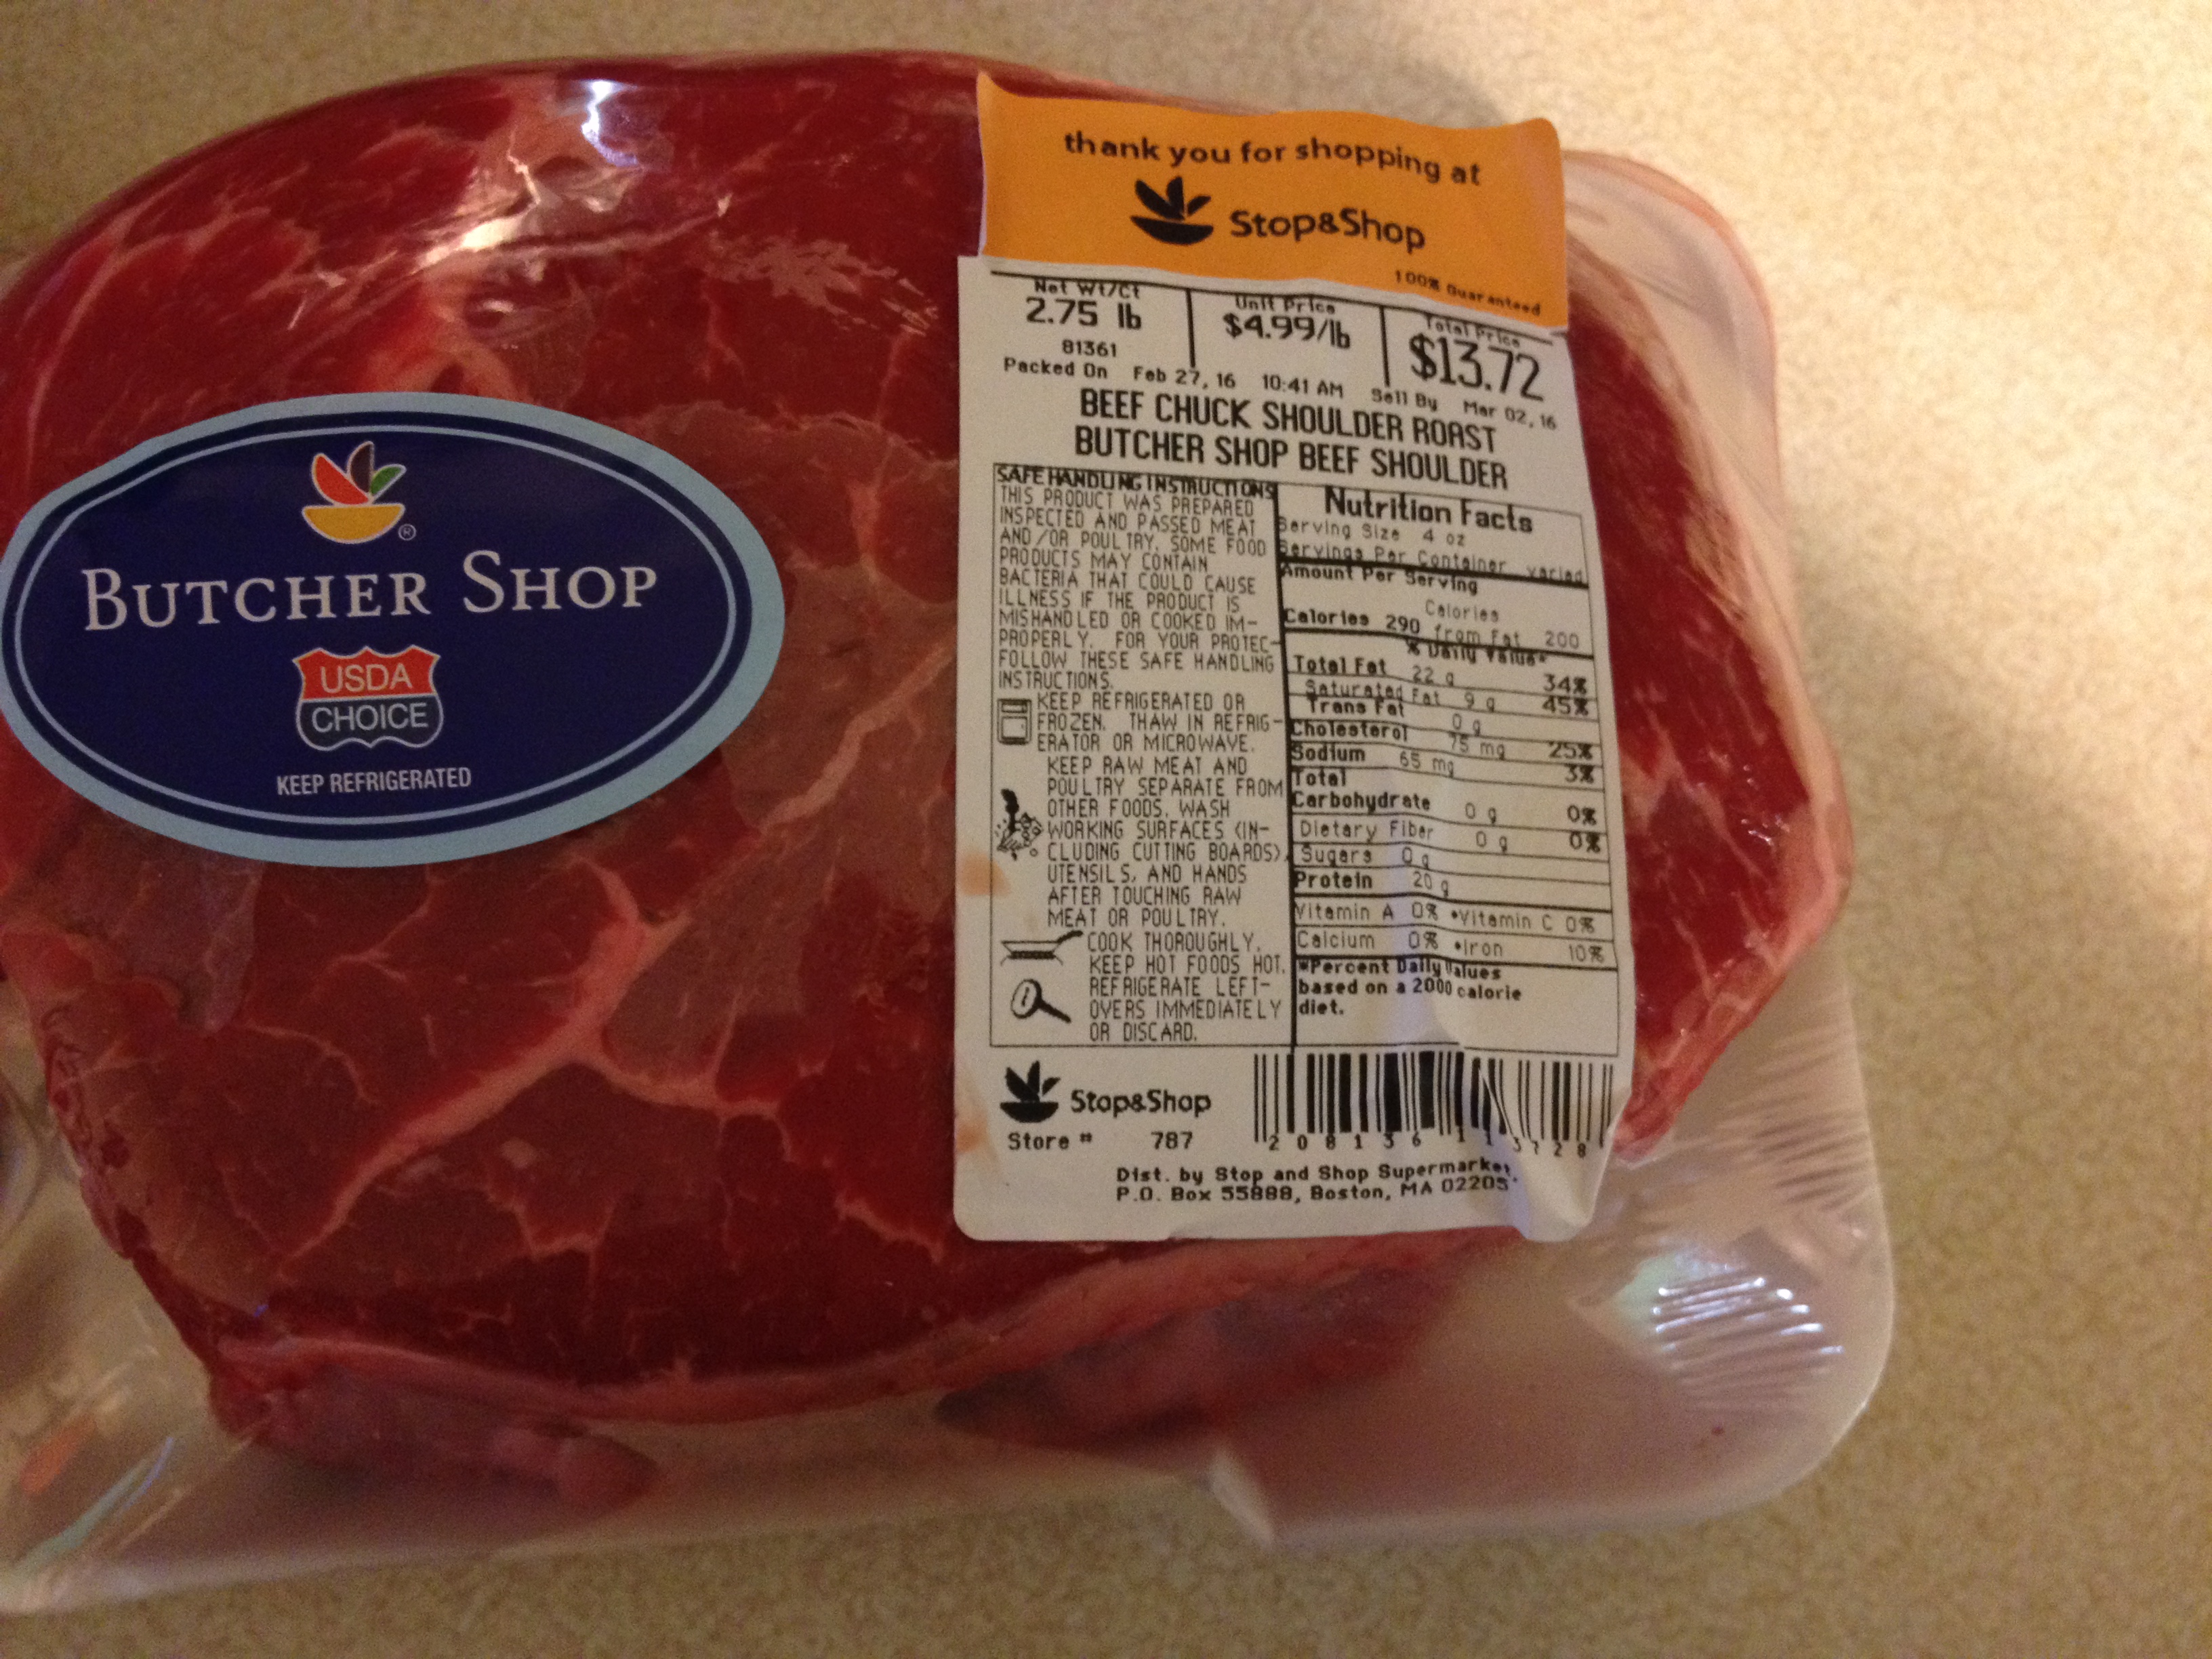 thank you for shopping at
Stop&Shop
100% Guaranteed
Net Wt/Ct
2.75 lb
Unit Price
$4.99/lb
Total Price
$13.72
81361
Packed On Feb 27, 16 10:41 AM Sell By Mar 02, 16
BEEF CHUCK SHOULDER ROAST
BUTCHER SHOP BEEF SHOULDER
SAFE HANDLING INSTRUCTIONS
THIS PRODUCT WAS PREPARED
INSPECTED AND PASSED MEAT
AND/OR POULTRY. SOME FOOD
PRODUCTS MAY CONTAIN
BACTERIA THAT COULD CAUSE
ILLNESS IF THE PRODUCT IS
MISHANDLED OR COOKED IM-
PROPERLY. FOR YOUR PROTEC-
FOLLOW THESE SAFE HANDLING
INSTRUCTIONS.
KEEP REFRIGERATED OR
FROZEN. THAW IN REFRIG-
ERATOR OR MICROWAVE.
KEEP RAW MEAT AND
POULTRY SEPARATE FROM
OTHER FOODS. WASH
WORKING SURFACES (IN-
CLUDING CUTTING BOARDS),
UTENSILS, AND HANDS
AFTER TOUCHING RAW
MEAT OR POULTRY.
COOK THOROUGHLY.
KEEP HOT FOODS HOT.
REFRIGERATE LEFT-
OVERS IMMEDIATELY
OR DISCARD.
Nutrition Facts
Serving Size 4 oz
Servings Per Container varied
Amount Per Serving
Calories 290 Calories from Fat 200
% Daily Value*
Total Fat 22 g 34%
Saturated Fat 9 g 45%
Trans Fat 0 g
Cholesterol 75 mg 25%
Sodium 65 mg 3%
Total
Carbohydrate 0 g 0%
Dietary Fiber 0 g 0%
Sugars 0 g
Protein 20 g
Vitamin A 0% •Vitamin C 0%
Calcium 0% •Iron 10%
*Percent Daily Values
based on a 2000 calorie
diet.
Stop&Shop
Store # 787
2 08136 11372 8
Dist. by Stop and Shop Supermarket
P.O. Box 55888, Boston, MA 02205
BUTCHER SHOP
®
USDA
CHOICE
KEEP REFRIGERATED